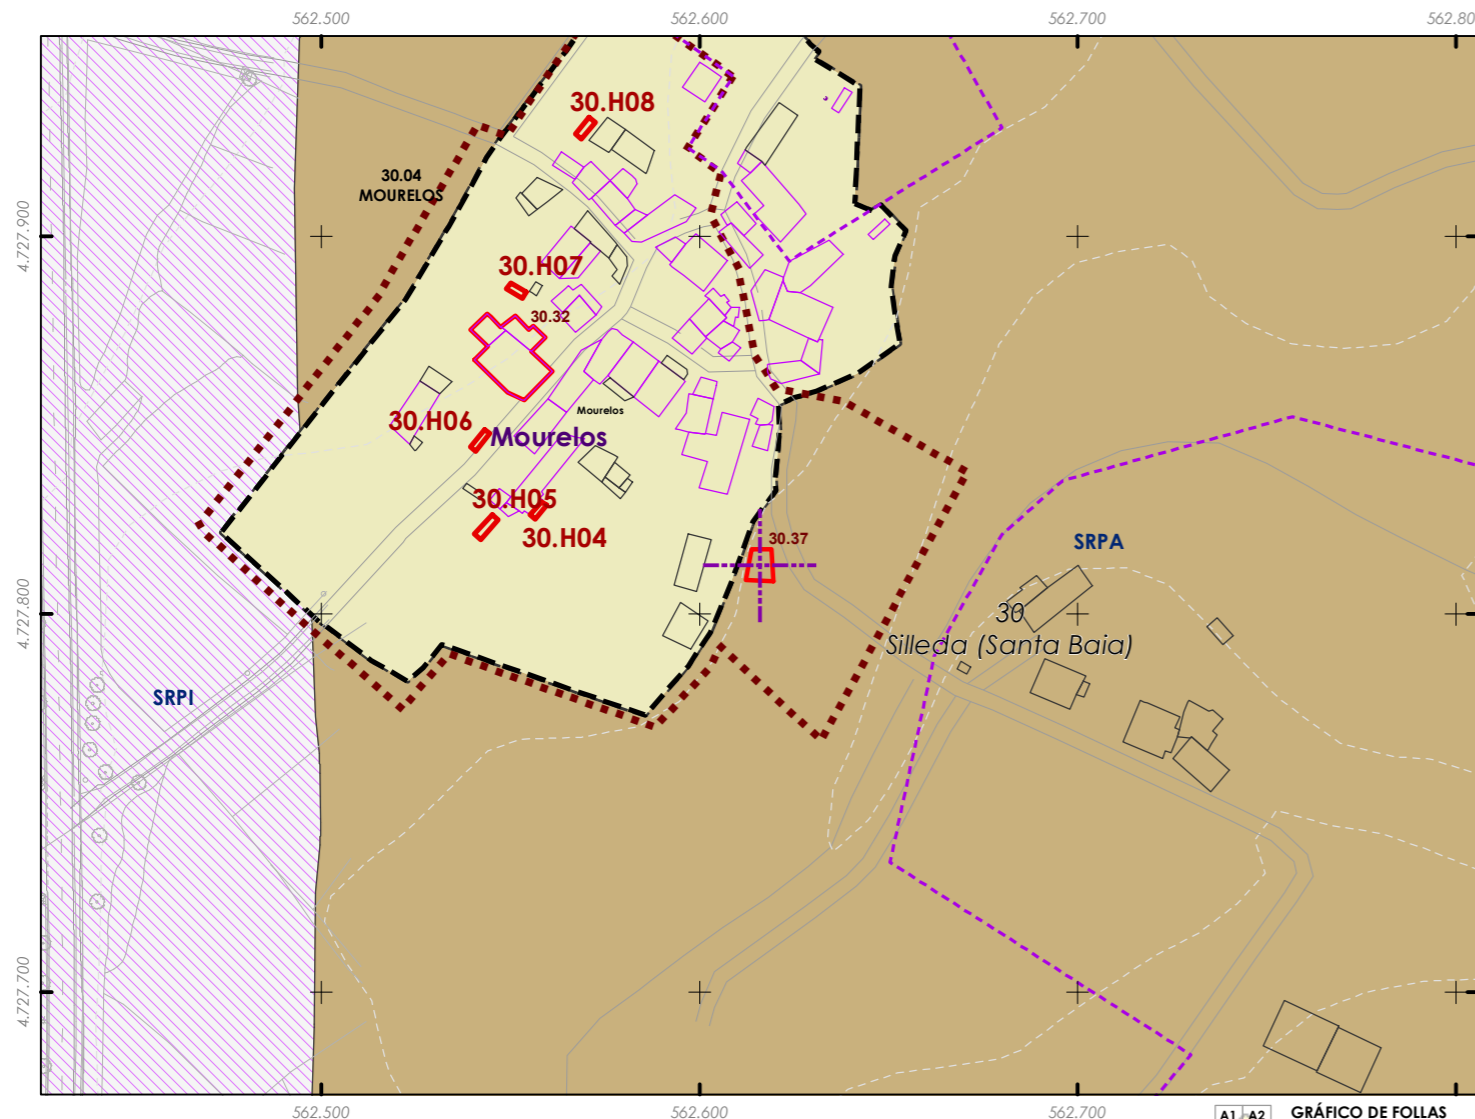 562.500
562.600
562.700
562.80
30.H08
30.04
MOURELOS
4.727.900
30.H07
30.32
30.H06
Mourelos
Mourelos
30.H05
30.H04
30.37
SRPA
4.727.800
30
Silleda (Santa Baia)
SRPI
4.727.700
562.500
562.600
562.700
A1 A2
GRÁFICO DE FOLLAS